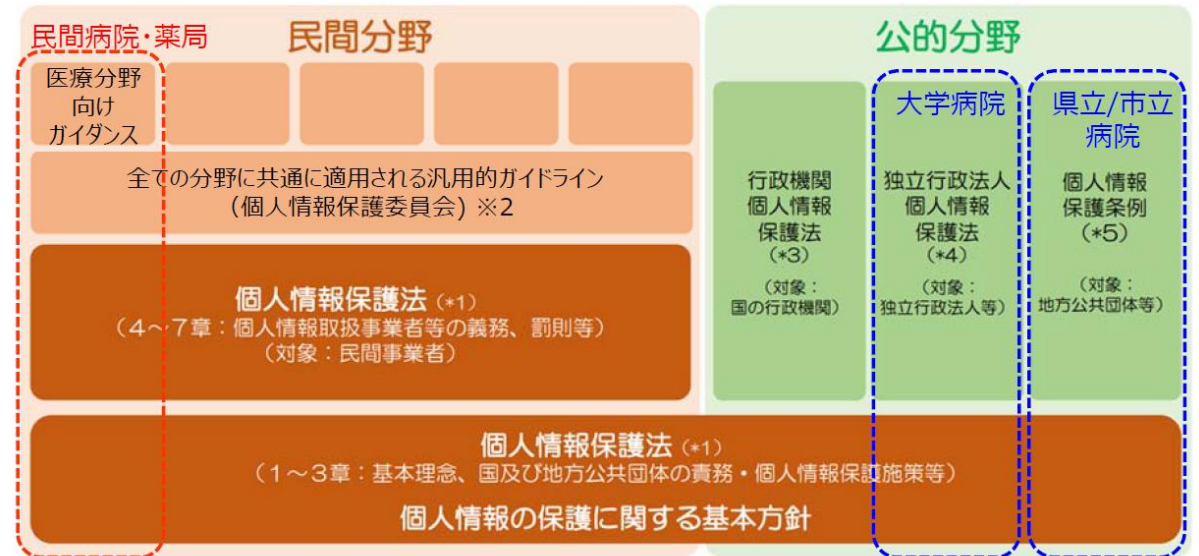 民間病院・薬局
民間分野
医療分野
向け
ガイダンス
全ての分野に共通に適用される汎用的ガイドライン
(個人情報保護委員会) ※2
個人情報保護法 (*1)
(4～7章：個人情報取扱事業者等の義務、罰則等)
(対象：民間事業者)
公的分野
行政機関
個人情報
保護法
(*3)
(対象：
国の行政機関)
大学病院
独立行政法人
個人情報
保護法
(*4)
(対象：
独立行政法人等)
県立/市立
病院
個人情報
保護条例
(*5)
(対象：
地方公共団体等)
個人情報保護法 (*1)
(1～3章：基本理念、国及び地方公共団体の責務・個人情報保護施策等)
個人情報の保護に関する基本方針